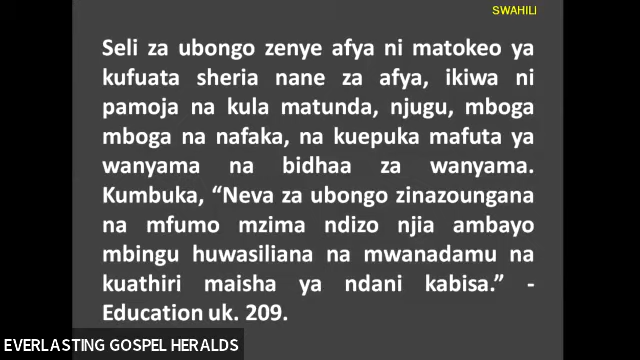 SWAHILI
Seli za ubongo zenye afya ni matokeo ya
kufuata sheria nane za afya, ikiwa ni
pamoja na kula matunda, njugu, mboga
mboga na nafaka, na kuepuka mafuta ya
wanyama na bidhaa za wanyama.
Kumbuka, “Neva za ubongo zinazoungana
na mfumo mzima ndizo njia ambayo
mbingu huwasiliana na mwanadamu na
kuathiri maisha ya ndani kabisa.” -
Education uk. 209.
EVERLASTING GOSPEL HERALDS